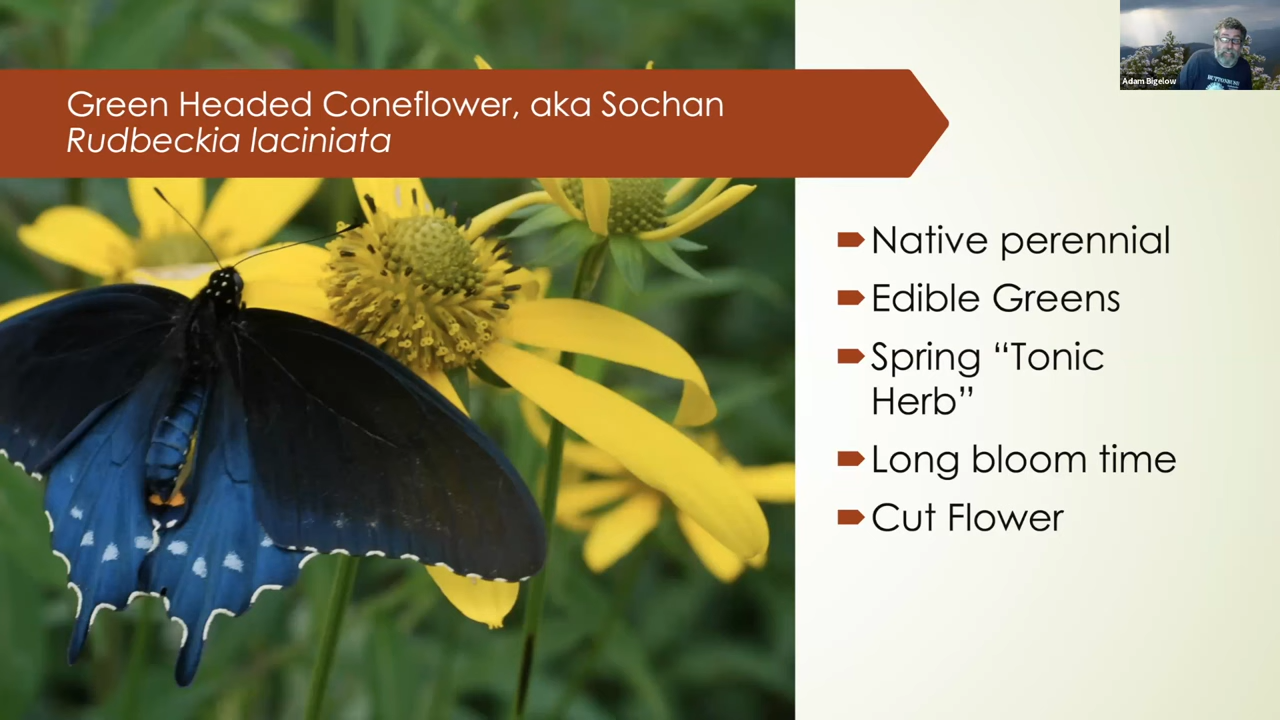 Adam Bigelow
Green Headed Coneflower, aka Sochan
Rudbeckia laciniata
Native perennial
Edible Greens
Spring “Tonic
Herb”
Long bloom time
Cut Flower